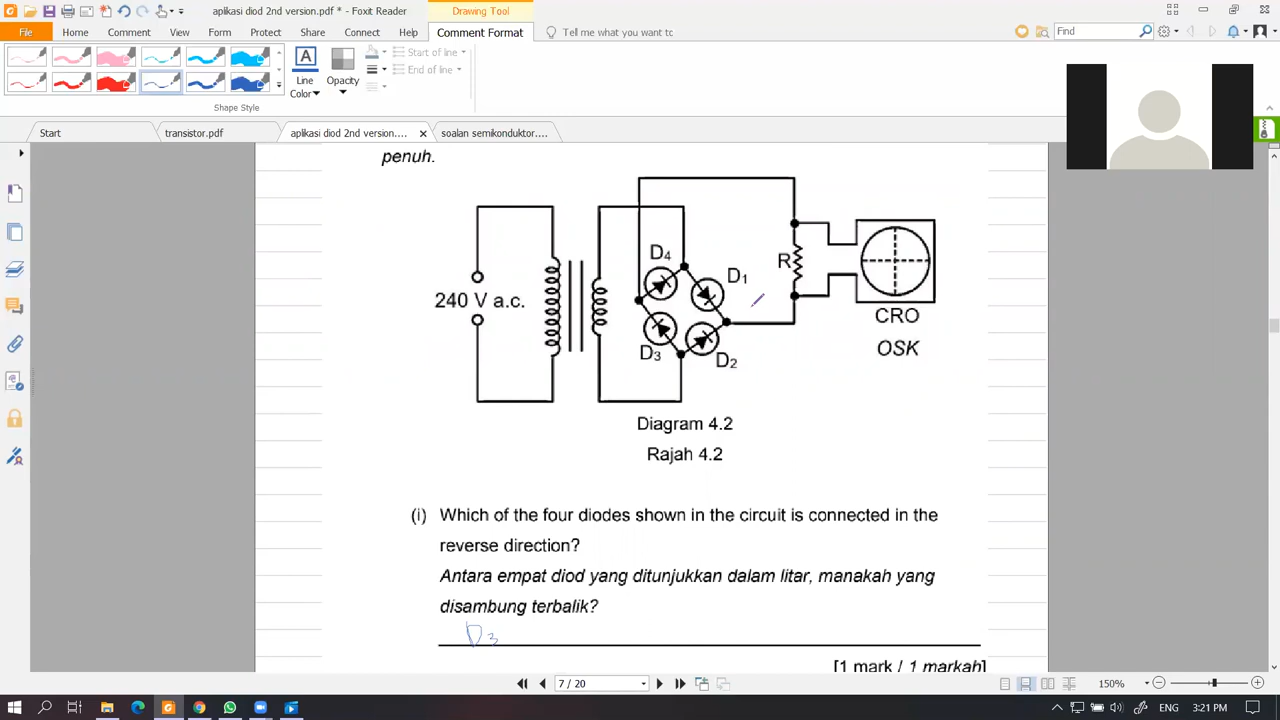 aplikasi diod 2nd version.pdf * - Foxit Reader
Drawing Tool
File
Home
Comment
View
Form
Protect
Share
Connect
Help
Comment Format
Tell me what you want tc
Find
Line
Color
Opacity
Start of line
End of line
Shape Style
Start
transistor.pdf
aplikasi diod 2nd version....
soalan semikonduktor....
penuh.
240 V a.c.
D4
D1
D3
D2
R
CRO
OSK
Diagram 4.2
Rajah 4.2
(i) Which of the four diodes shown in the circuit is connected in the
reverse direction?
Antara empat diod yang ditunjukkan dalam litar, manakah yang
disambung terbalik?
D3
[1 mark / 1 markah]
7 / 20
150%
ENG
3:21 PM